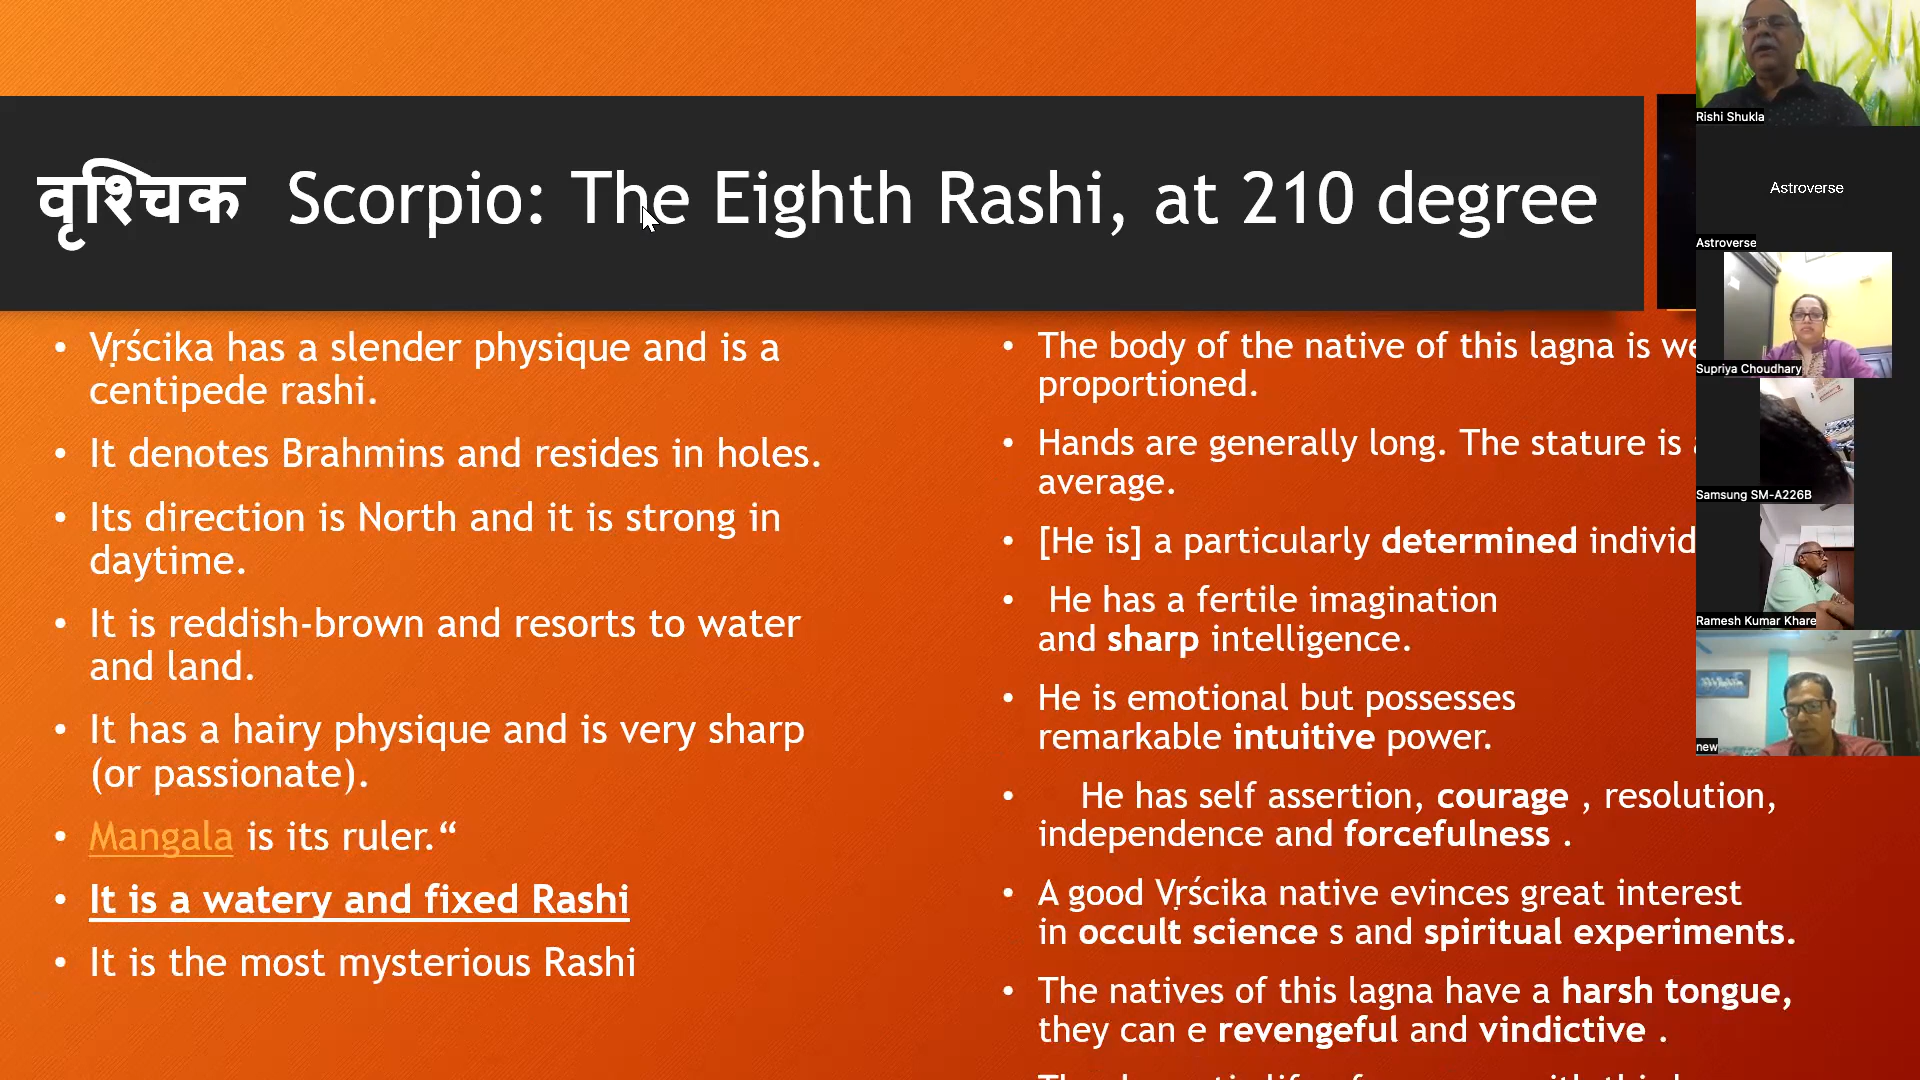 वृश्चिक Scorpio: The Eighth Rashi, at 210 degree
• Vṛścika has a slender physique and is a
centipede rashi.
• It denotes Brahmins and resides in holes.
• Its direction is North and it is strong in
daytime.
• It is reddish-brown and resorts to water
and land.
• It has a hairy physique and is very sharp
(or passionate).
• Mangala is its ruler.“
• It is a watery and fixed Rashi
• It is the most mysterious Rashi
• The body of the native of this lagna is
proportioned.
• Hands are generally long. The stature is
average.
• [He is] a particularly determined
• He has a fertile imagination
and sharp intelligence.
• He is emotional but possesses
remarkable intuitive power.
• He has self assertion, courage , resolution,
independence and forcefulness .
• A good Vṛścika native evinces great interest
in occult science s and spiritual experiments.
• The natives of this lagna have a harsh tongue,
they can e revengeful and vindictive .
Rishi Shukla
Astroverse
Astroverse
Supriya Choudhary
Samsung SM-A226B
Ramesh Kumar Khare
new